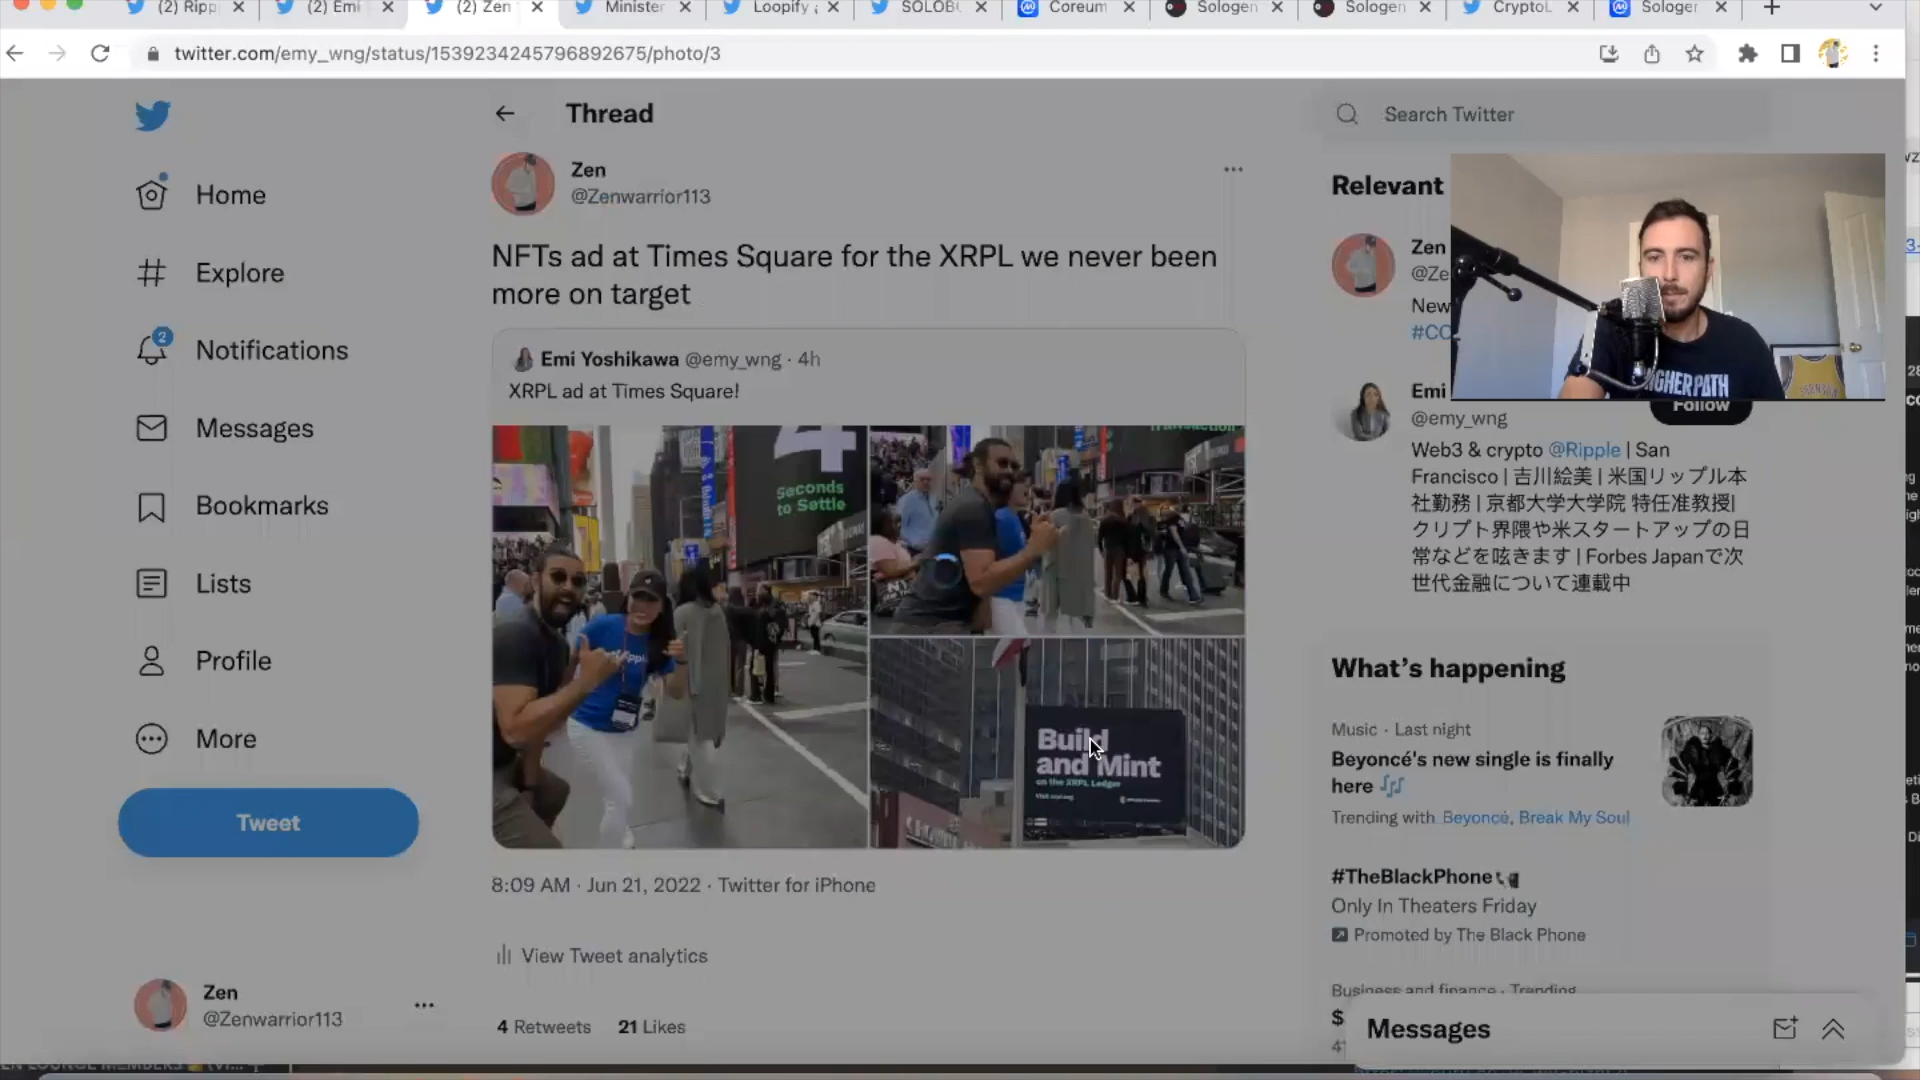 (2) Ripp
(2) Emi
(2) Zen
Minister
Loopify
SOLOB
Coreum
Sologen
Sologen
CryptoL
Sologer
twitter.com/emy_wng/status/1539234245796892675/photo/3
Home
Explore
2
Notifications
Messages
Bookmarks
Lists
Profile
More
Tweet
Zen
@Zenwarrior113
Thread
Zen
@Zenwarrior113
NFTs ad at Times Square for the XRPL we never been
more on target
Emi Yoshikawa @emy_wng · 4h
XRPL ad at Times Square!
4
Seconds
to Settle
Transaction
Build
and Mint
on the XRPL Ledger
8:09 AM · Jun 21, 2022 · Twitter for iPhone
View Tweet analytics
4 Retweets 21 Likes
Search Twitter
Relevant
Zen
@Ze
New
#CO
HIGHER PATH
Emi
Follow
@emy_wng
Web3 & crypto @Ripple | San
Francisco | 吉川絵美 | 米国リップル本
社勤務 | 京都大学大学院 特任准教授|
クリプト界隈や米スタートアップの日
常などを呟きます | Forbes Japanで次
世代金融について連載中
What's happening
Music · Last night
Beyoncé's new single is finally
here
Trending with Beyoncé, Break My Soul
#TheBlackPhone
Only In Theaters Friday
Promoted by The Black Phone
Business and finance · Trending
$
Messages